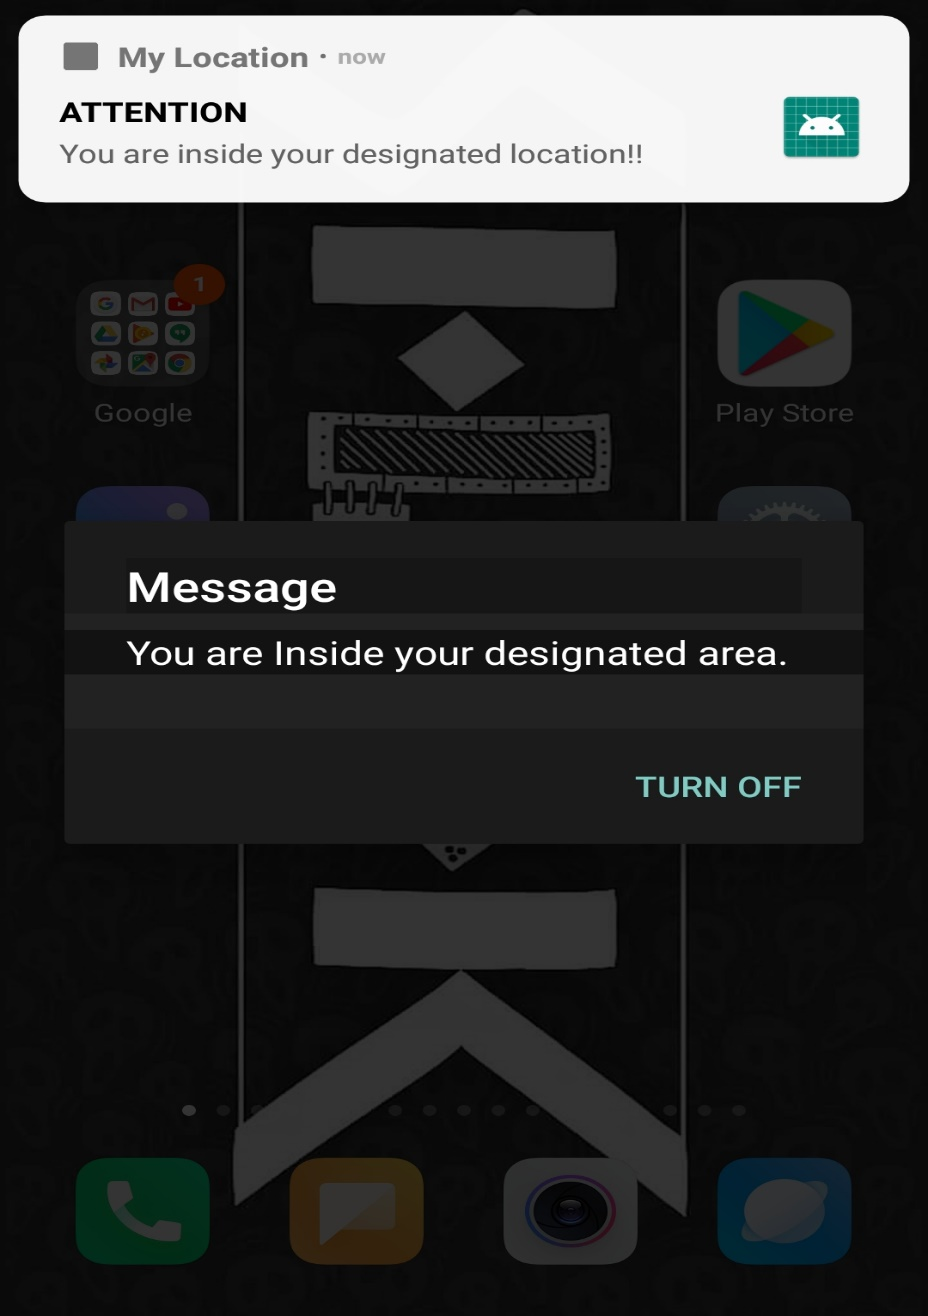 My Location · now
ATTENTION
You are inside your designated location!!
1
Google
Play Store
Message
You are Inside your designated area.
TURN OFF